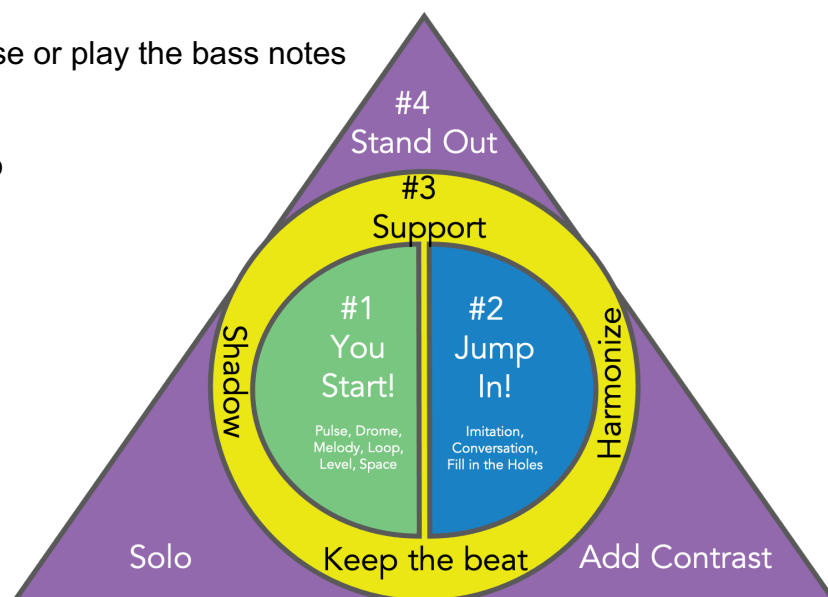 se or play the bass notes
#4
Stand Out
#3
Support
Shadow
#1
You
Start!
Pulse, Drome,
Melody, Loop,
Level, Space
#2
Jump
In!
Imitation,
Conversation,
Fill in the Holes
Harmonize
Solo
Keep the beat
Add Contrast